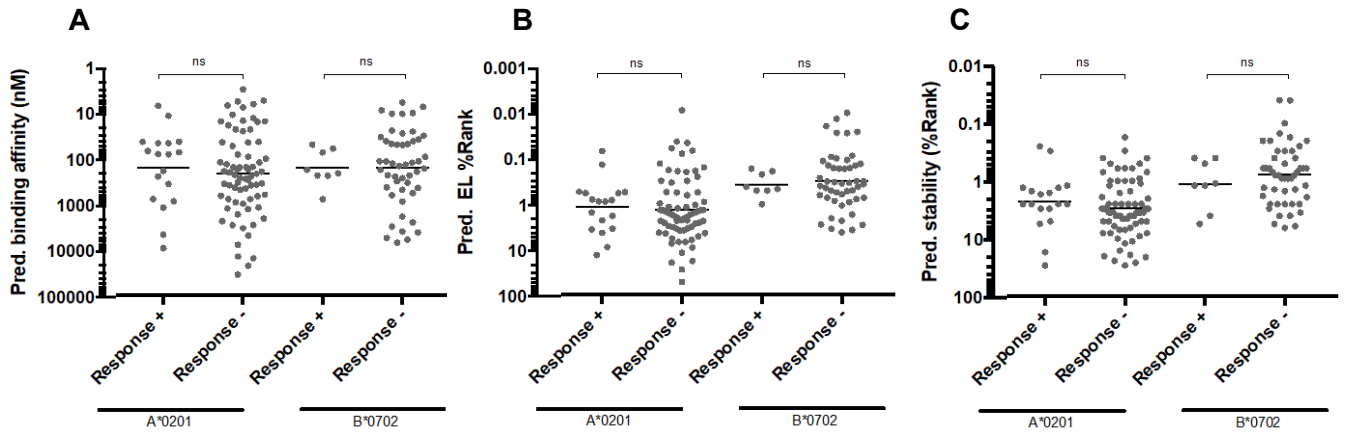 A
ns
ns
Pred. binding affinity (nM)
1
10
100
1000
10000
100000
Response +
Response -
Response +
Response -
A*0201
B*0702
B
ns
ns
Pred. EL %Rank
0.001
0.01
0.1
1
10
100
Response +
Response -
Response +
Response -
A*0201
B*0702
C
ns
ns
Pred. stability (%Rank)
0.01
0.1
1
10
100
Response +
Response -
Response +
Response -
A*0201
B*0702